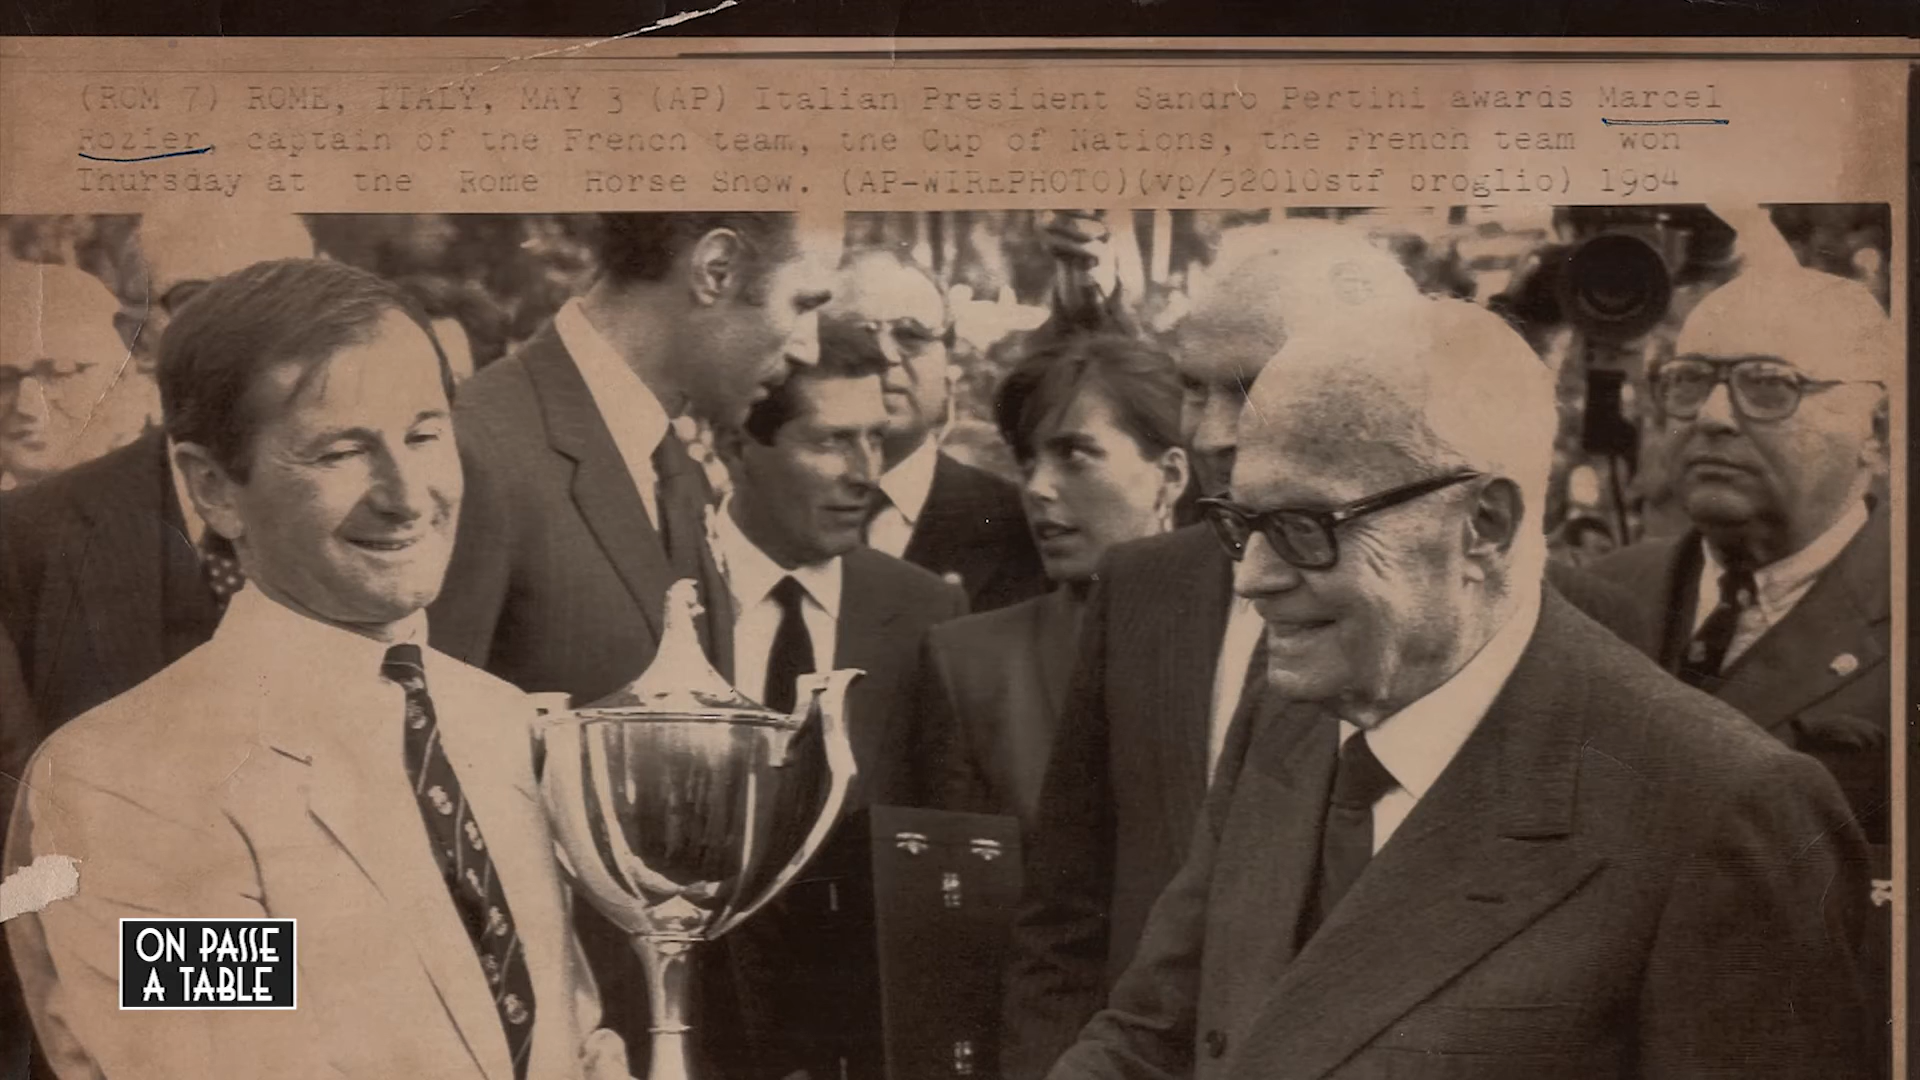 (ROM 7) ROME, ITALY, MAY 3 (AP) Italian President Sandro Pertini awards Marcel
Rozier, captain of the French team, the Cup of Nations, the French team won
Thursday at the Rome Horse Show. (AP-WIREPHOTO)(vp/52010stf broglio) 1984
ON PASSE
A TABLE